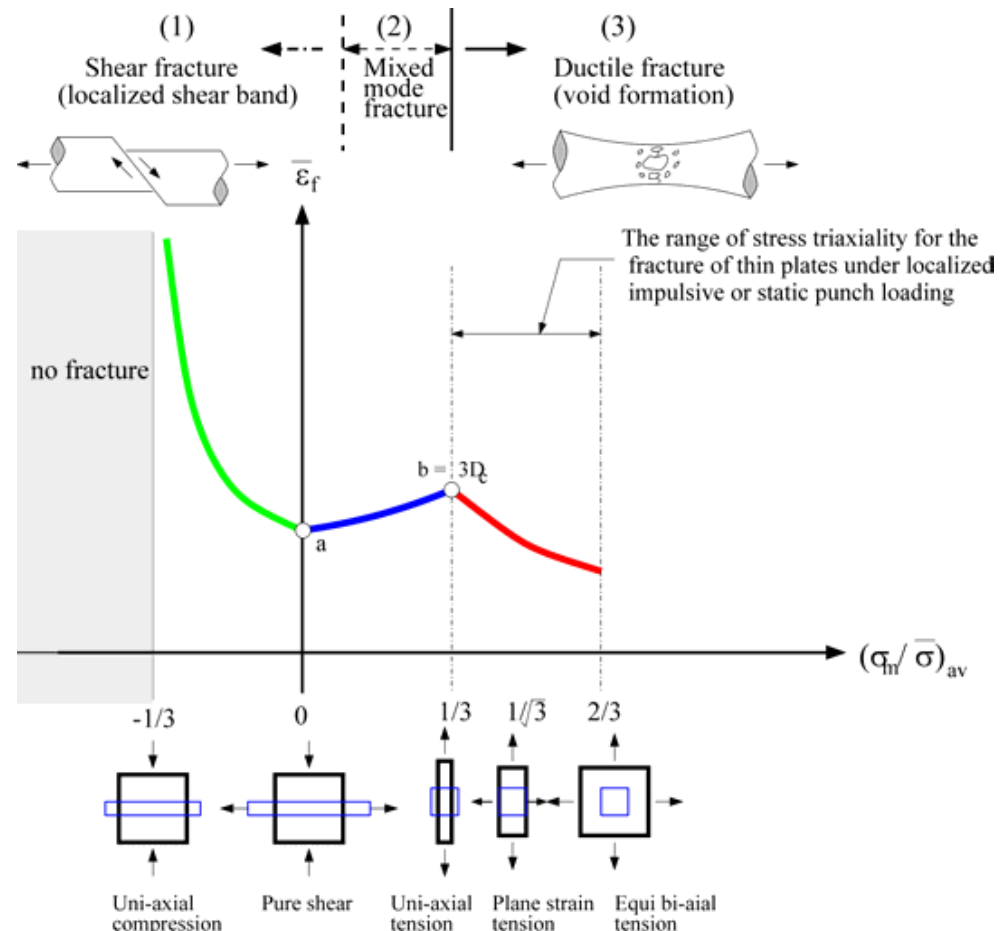 (1)
(2)
(3)
Shear fracture
(localized shear band)
Mixed
mode
fracture
Ductile fracture
(void formation)
ε̅f
The range of stress triaxiality for the
fracture of thin plates under localized
impulsive or static punch loading
no fracture
b = 3Dc
a
(σm/ σ̅)av
-1/3
0
1/3
1/√3
2/3
Uni-axial
compression
Pure shear
Uni-axial
tension
Plane strain
tension
Equi bi-aial
tension